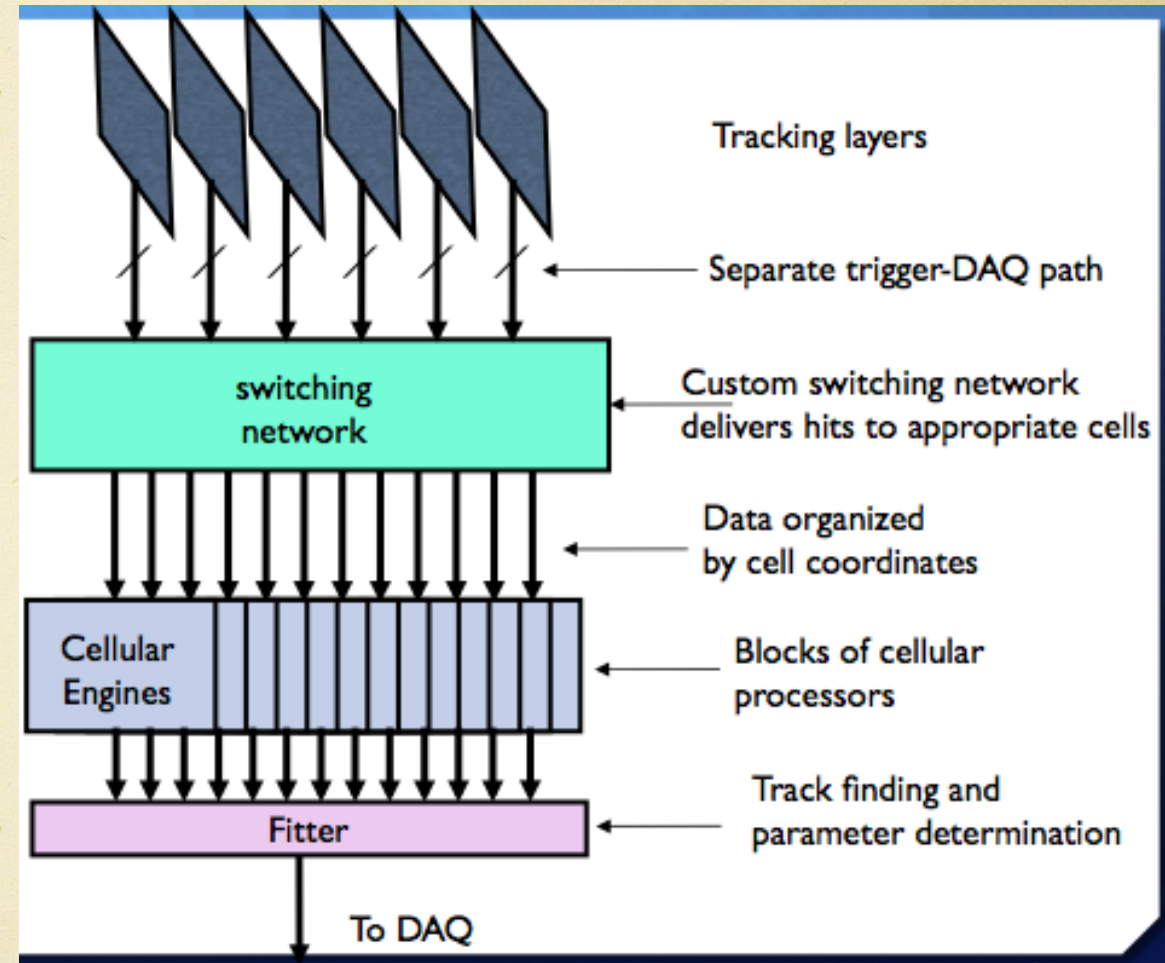 Tracking layers
Separate trigger-DAQ path
switching
network
Custom switching network
delivers hits to appropriate cells
Data organized
by cell coordinates
Cellular
Engines
Blocks of cellular
processors
Fitter
Track finding and
parameter determination
To DAQ